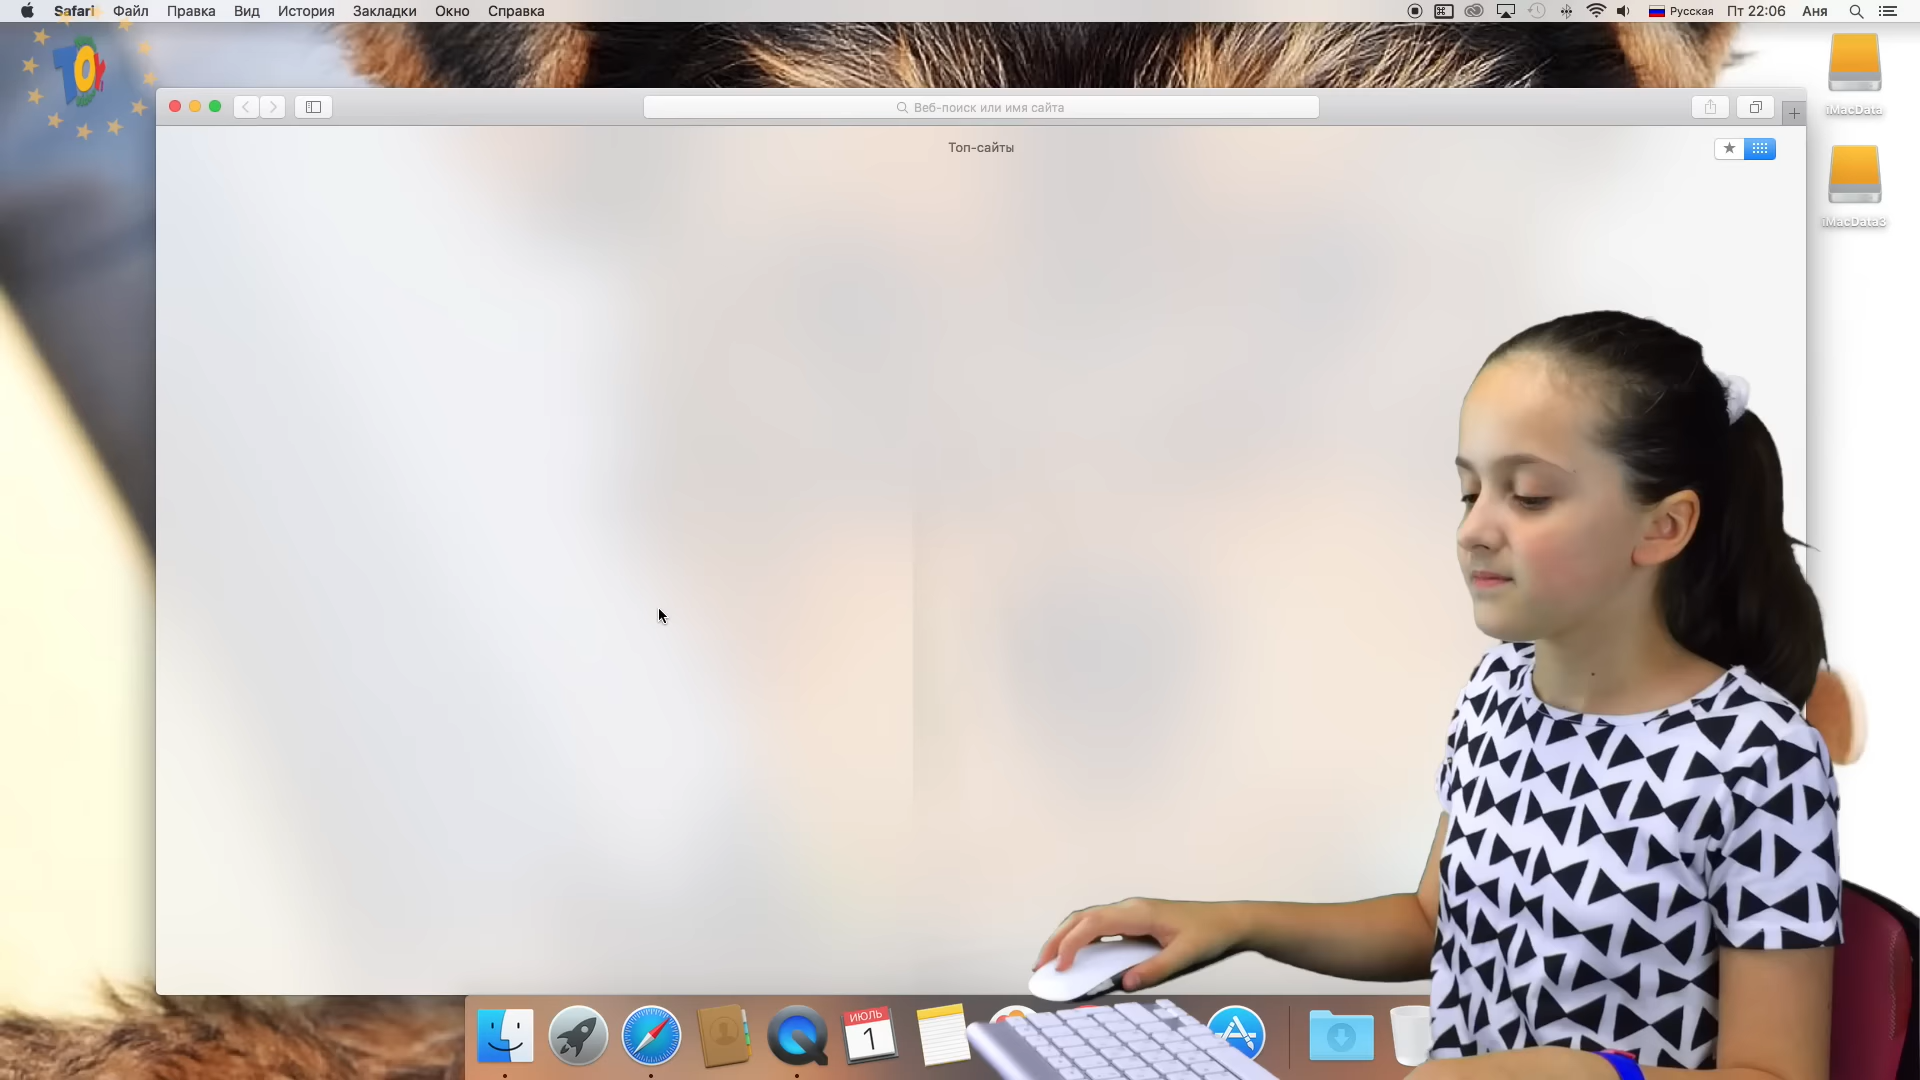 Safari Файл Правка Вид История Закладки Окно Справка
Русская Пт 22:06 Аня
Веб-поиск или имя сайта
Топ-сайты
iMacData
iMacData3
ИЮЛЬ
1